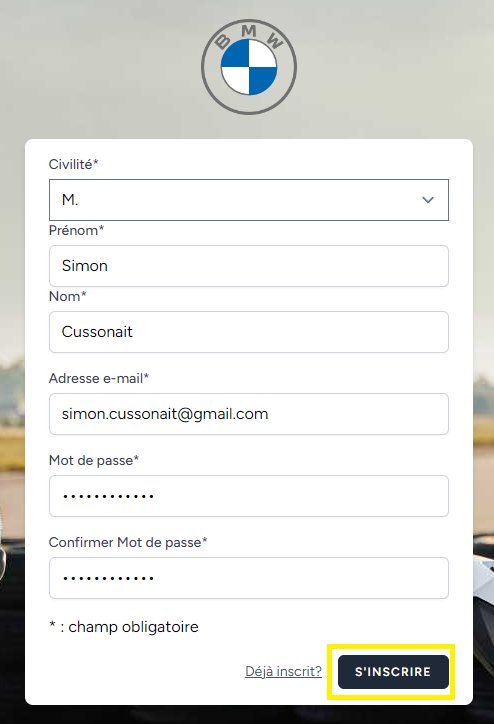 BMW
Civilité*
M.
Prénom*
Simon
Nom*
Cussonait
Adresse e-mail*
simon.cussonait@gmail.com
Mot de passe*
••••••••••••
Confirmer Mot de passe*
••••••••••••
* : champ obligatoire
Déjà inscrit? S'INSCRIRE